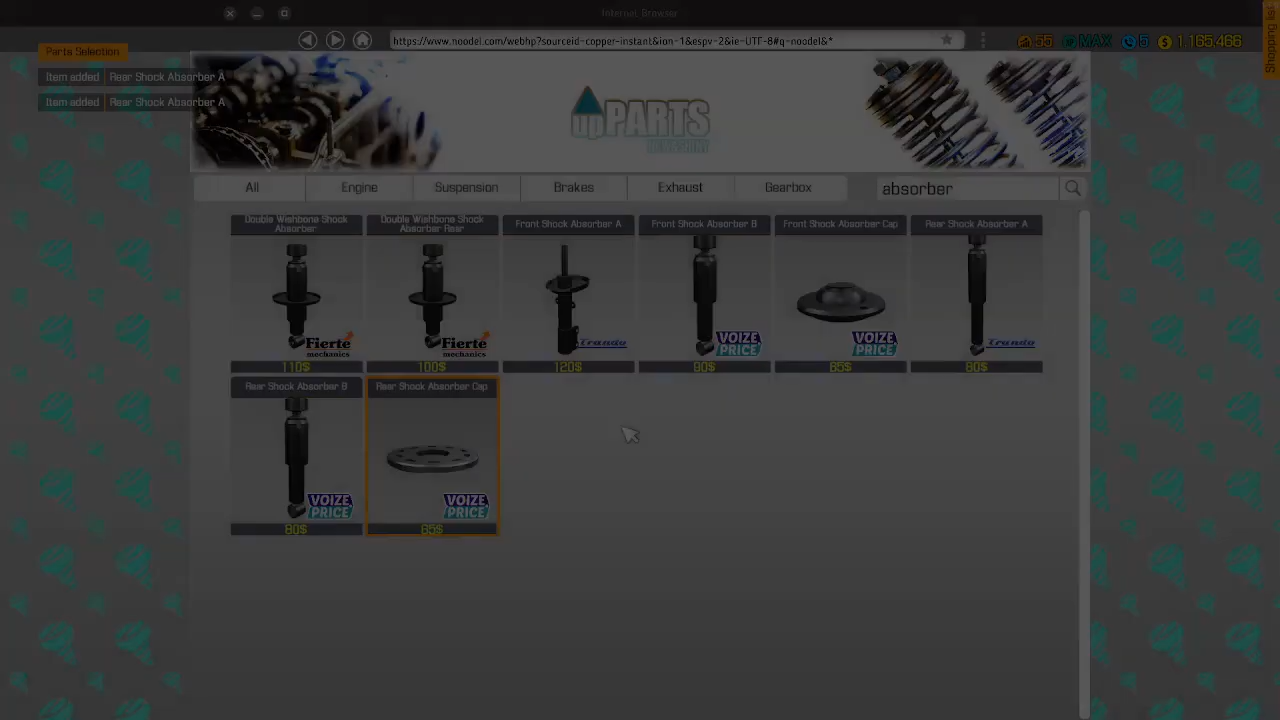 Internet Browser
https://www.noodel.com/webhp?sourceid-copper-instant&ion-1&espv-2&ie-UTF-8#q-noodel&*
55 MAX 5 $ 1,165,466
Shopping list
Parts Selection
Item added Rear Shock Absorber A
Item added Rear Shock Absorber A
upPARTS
All Engine Suspension Brakes Exhaust Gearbox absorber
Double Wishbone Shock Absorber
Fierte mechanics
110$
Double Wishbone Shock Absorber Rear
Fierte mechanics
100$
Front Shock Absorber A
120$
Front Shock Absorber B
VOIZE PRICE
90$
Front Shock Absorber Cap
VOIZE PRICE
85$
Rear Shock Absorber A
80$
Rear Shock Absorber B
VOIZE PRICE
80$
Rear Shock Absorber Cap
VOIZE PRICE
65$